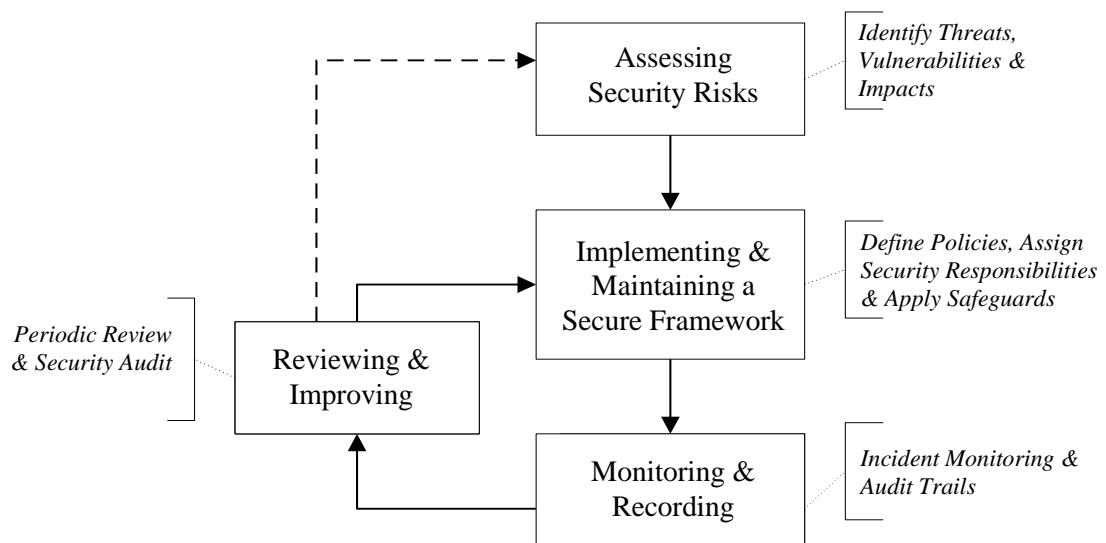 Assessing
Security Risks
Identify Threats,
Vulnerabilities &
Impacts
Implementing &
Maintaining a
Secure Framework
Define Policies, Assign
Security Responsibilities
& Apply Safeguards
Periodic Review
& Security Audit
Reviewing &
Improving
Monitoring &
Recording
Incident Monitoring &
Audit Trails